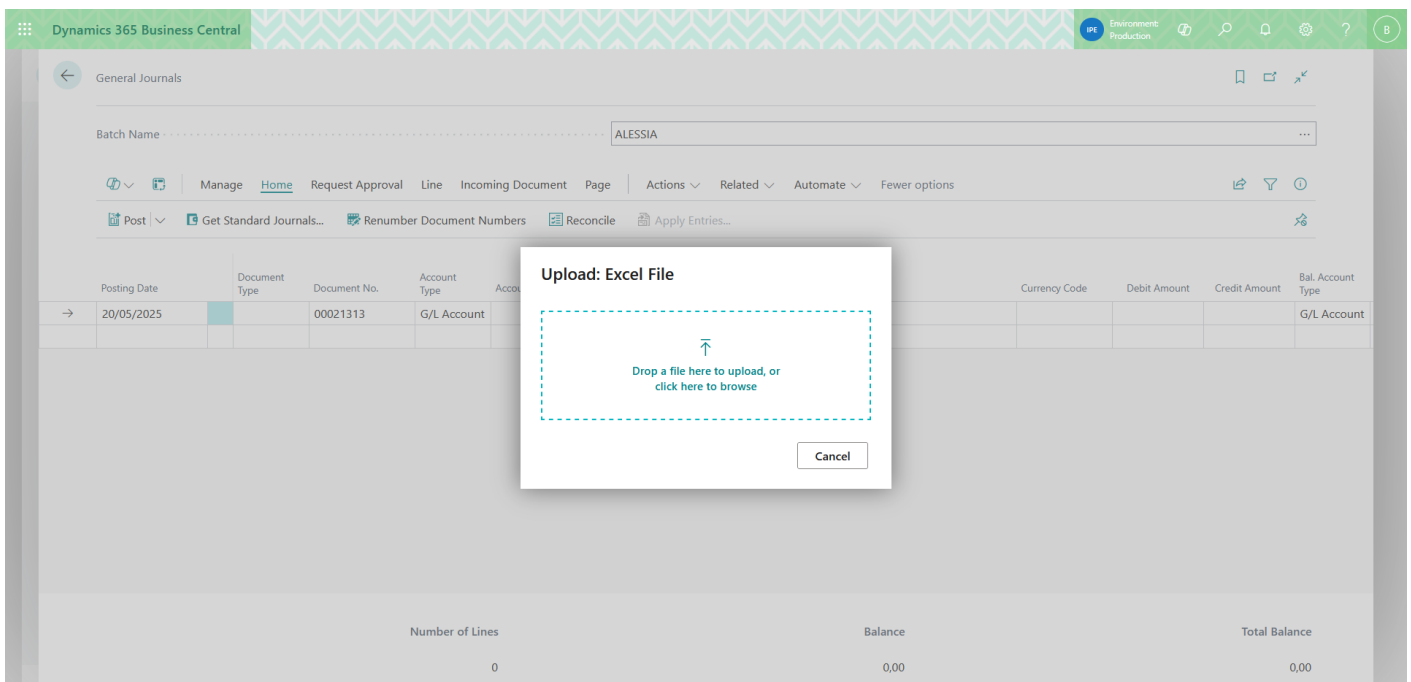 Dynamics 365 Business Central
IPE
Environment:
Production
B
General Journals
Batch Name
ALESSIA
Manage Home Request Approval Line Incoming Document Page Actions Related Automate Fewer options
Post Get Standard Journals... Renumber Document Numbers Reconcile Apply Entries...
Upload: Excel File
Drop a file here to upload, or
click here to browse
Cancel
Posting Date Document Type Document No. Account Type Currency Code Debit Amount Credit Amount Bal. Account Type
20/05/2025 00021313 G/L Account G/L Account
Number of Lines Balance Total Balance
0 0,00 0,00